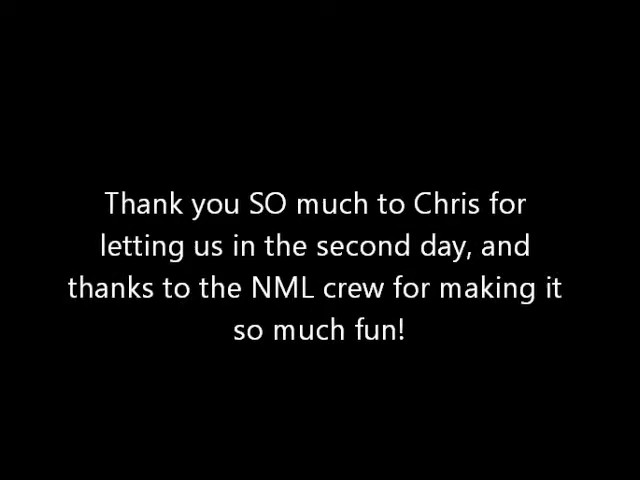 Thank you SO much to Chris for
letting us in the second day, and
thanks to the NML crew for making it
so much fun!